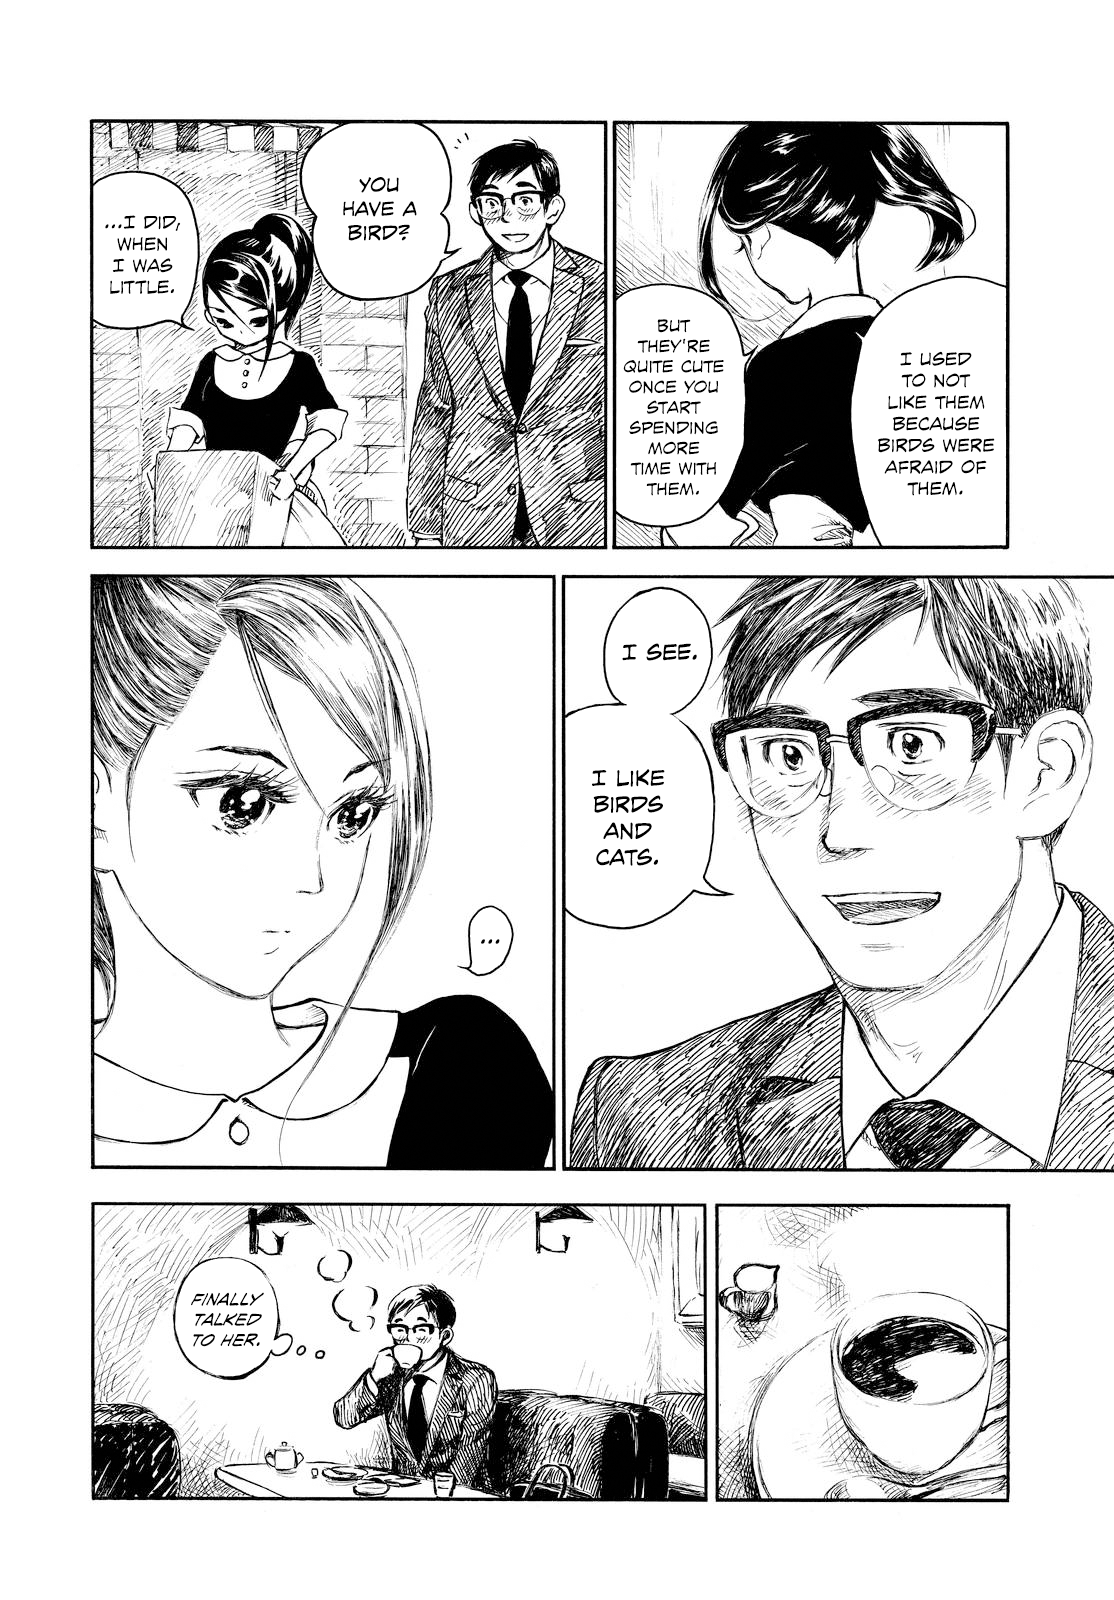 I USED
TO NOT
LIKE THEM
BECAUSE
BIRDS WERE
AFRAID OF
THEM.
BUT
THEY'RE
QUITE CUTE
ONCE YOU
START
SPENDING
MORE
TIME WITH
THEM.
YOU
HAVE A
BIRD?
...I DID,
WHEN
I WAS
LITTLE.
I SEE.
I LIKE
BIRDS
AND
CATS.
...
FINALLY
TALKED
TO HER.